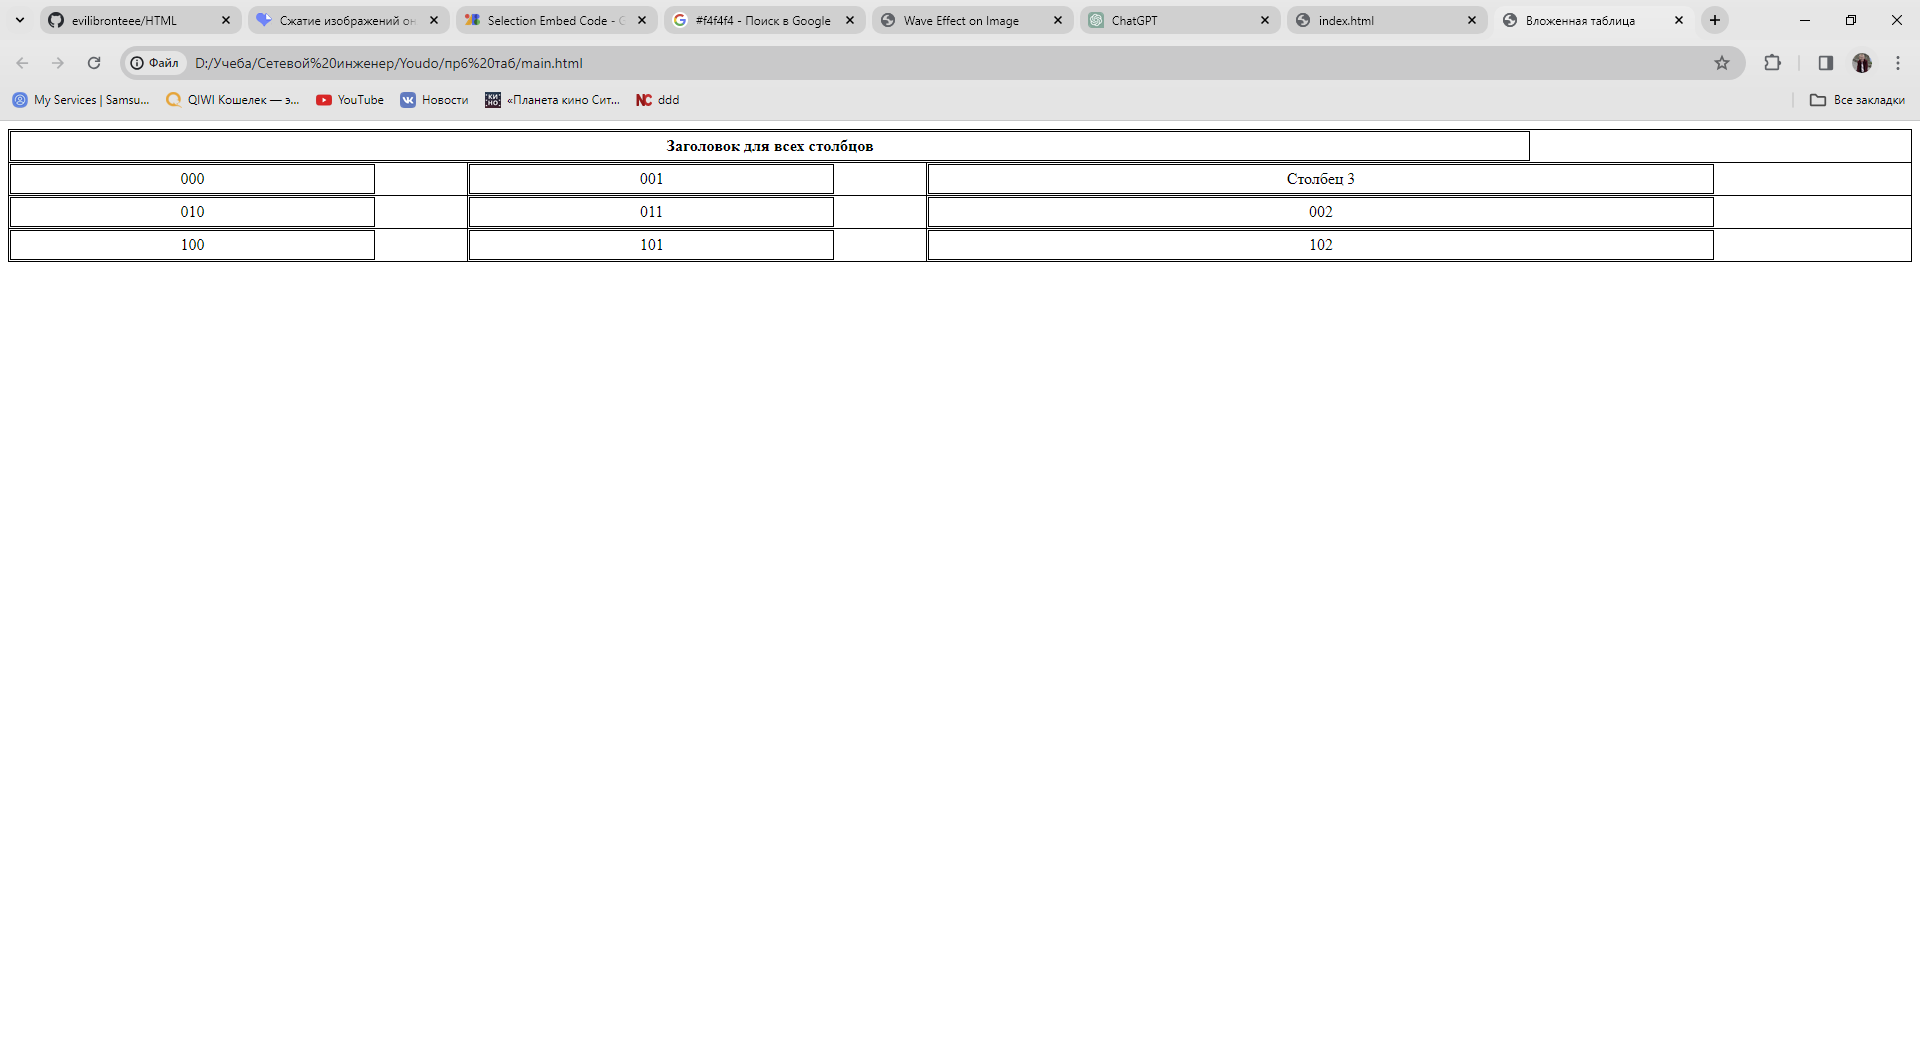 evilibronteee/HTML
Сжатие изображений он
Selection Embed Code - G
#f4f4f4 - Поиск в Google
Wave Effect on Image
ChatGPT
index.html
Вложенная таблица
Файл D:/Учеба/Сетевой%20инженер/Youdo/пр6%20таб/main.html
My Services | Samsu...
QIWI Кошелек — э...
YouTube
Новости
КИНО
«Планета кино Сит...
NC ddd
Все закладки
Заголовок для всех столбцов
000 001 Столбец 3
010 011 002
100 101 102